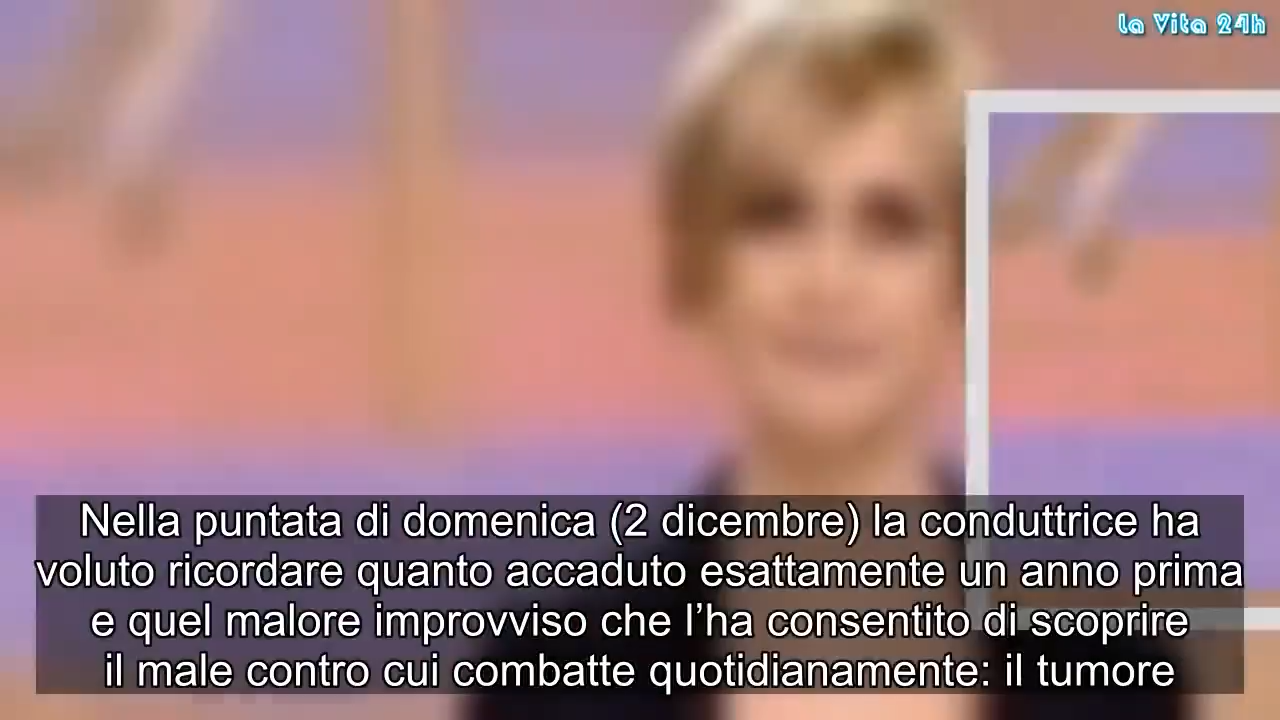 La Vita 24h
Nella puntata di domenica (2 dicembre) la conduttrice ha
voluto ricordare quanto accaduto esattamente un anno prima
e quel malore improvviso che l’ha consentito di scoprire
il male contro cui combatte quotidianamente: il tumore